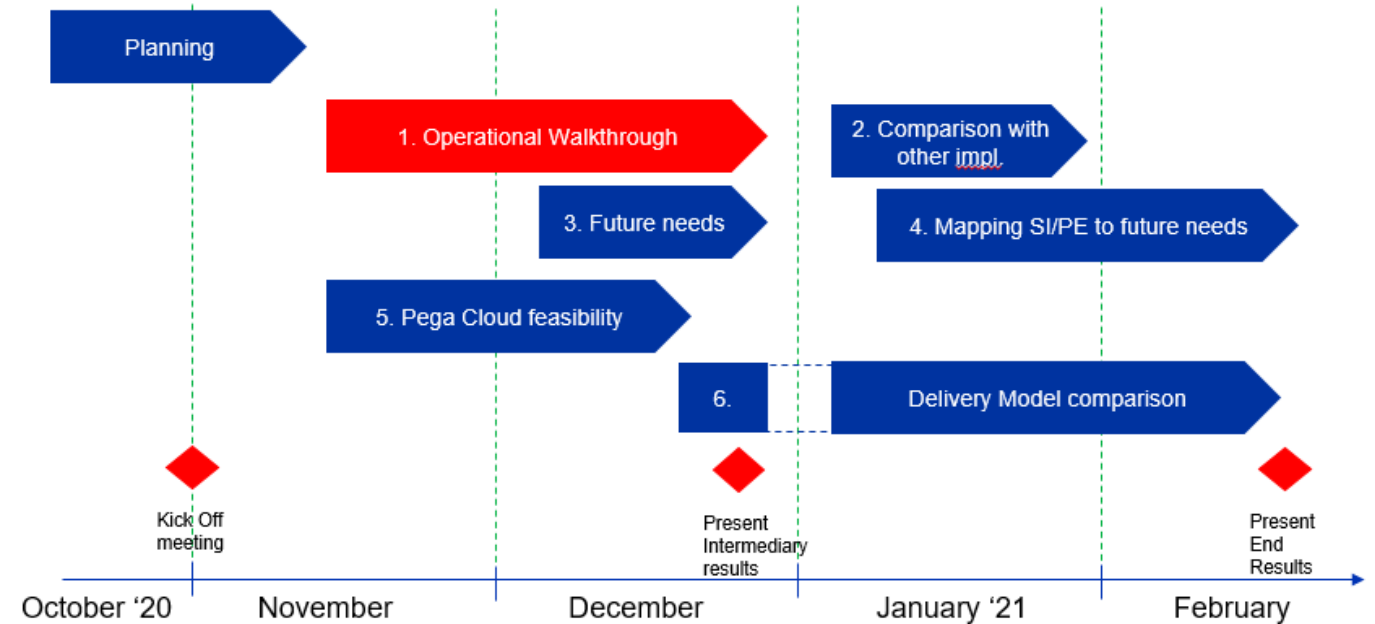 Planning
1. Operational Walkthrough
2. Comparison with
other impl.
3. Future needs
4. Mapping SI/PE to future needs
5. Pega Cloud feasibility
6.
Delivery Model comparison
Kick Off
meeting
Present
Intermediary
results
Present
End
Results
October ‘20
November
December
January ‘21
February